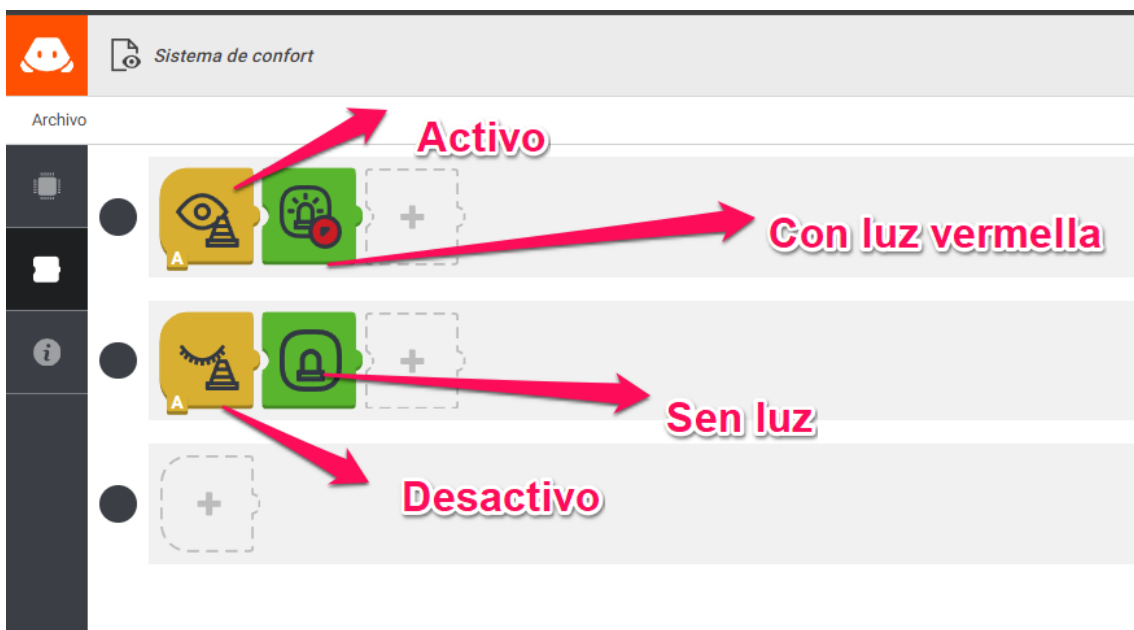 Sistema de confort
Archivo
Activo
A
Con luz vermella
A
Sen luz
Desactivo